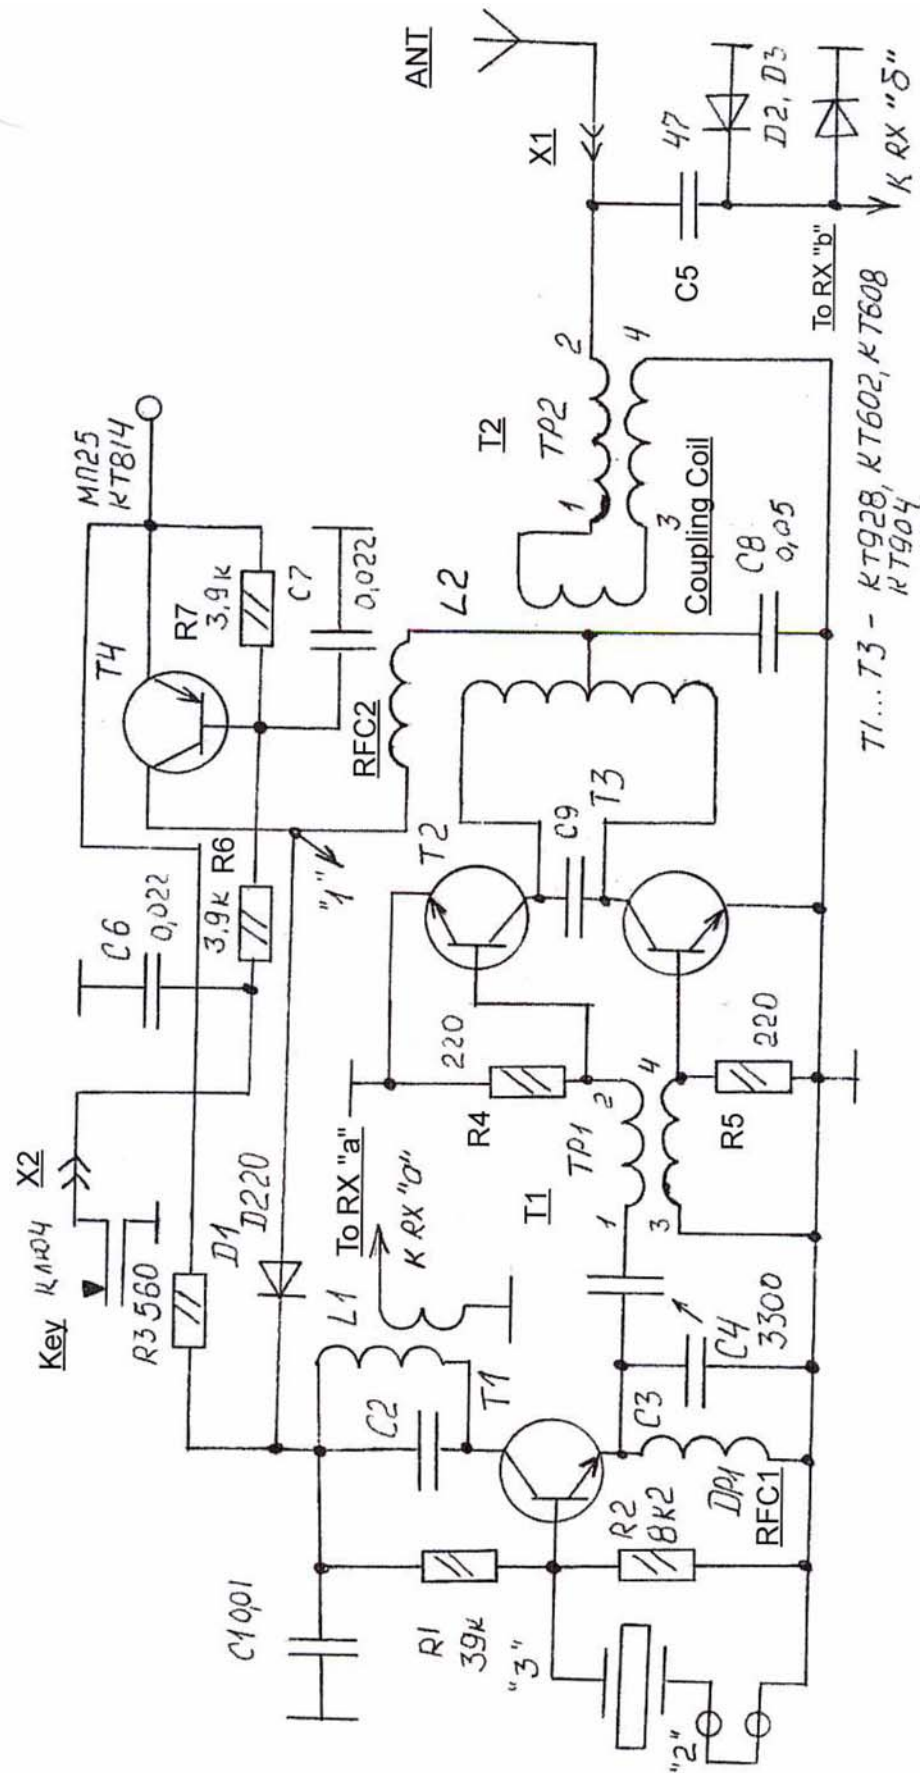 Key
КЛЮЧ
X2
R3 560
C6
0,022
3,9к
R6
T4
МП25
КТ814
R7
3,9к
C7
0,022
D1
D220
"1"
RFC2
L2
C1 0,01
L1
C2
T1
To RX "a"
K RX "a"
T1
TP1
1
2
3
4
R4
220
R5
220
T2
C9
T3
T2
TP2
1
2
3
4
Coupling Coil
C8
0,05
ANT
X1
C5
47
D2, D3
To RX "b"
K RX "б"
R1
39к
"3"
R2
8к2
C3
C4
3300
DP1
RFC1
"2"
T1...T3 - КТ928, КТ602, КТ608
КТ904